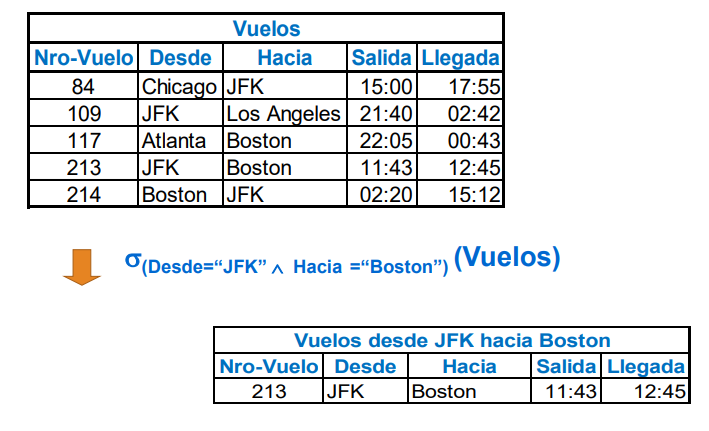 Vuelos
Nro-Vuelo Desde Hacia Salida Llegada
84 Chicago JFK 15:00 17:55
109 JFK Los Angeles 21:40 02:42
117 Atlanta Boston 22:05 00:43
213 JFK Boston 11:43 12:45
214 Boston JFK 02:20 15:12
σ(Desde=“JFK” ∧ Hacia =“Boston”) (Vuelos)
Vuelos desde JFK hacia Boston
Nro-Vuelo Desde Hacia Salida Llegada
213 JFK Boston 11:43 12:45